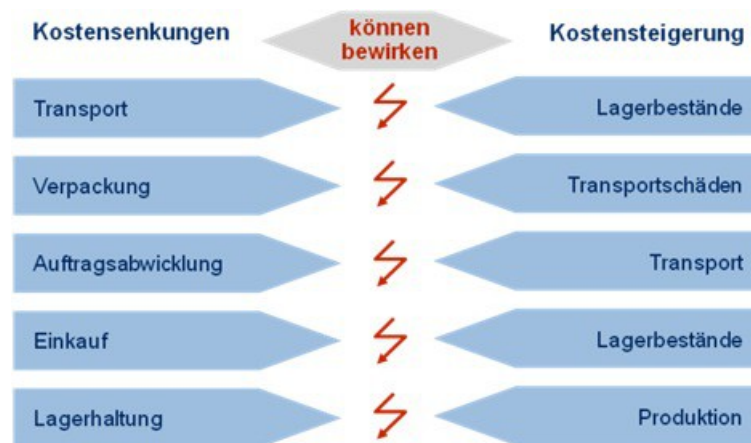 Kostensenkungen
können
bewirken
Kostensteigerung
Transport
Lagerbestände
Verpackung
Transportschäden
Auftragsabwicklung
Transport
Einkauf
Lagerbestände
Lagerhaltung
Produktion